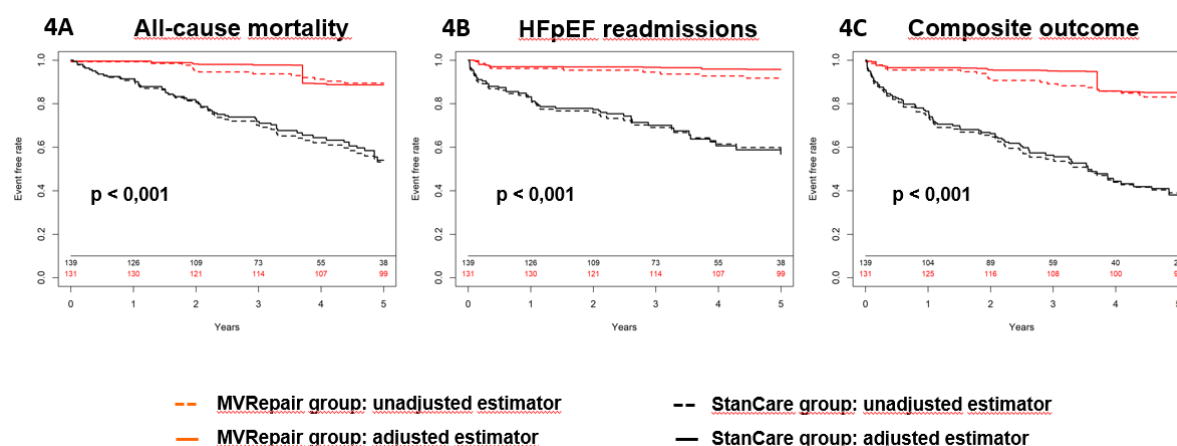 4A All-cause mortality
4B HFpEF readmissions
4C Composite outcome
Event free rate
1.0
0.8
0.6
0.4
0.2
0.0
p < 0,001
139 126 109 73 55 38
131 130 121 114 107 99
0 1 2 3 4 5
Years
Event free rate
1.0
0.8
0.6
0.4
0.2
0.0
p < 0,001
139 126 109 73 55 38
131 130 121 114 107 99
0 1 2 3 4 5
Years
Event free rate
1.0
0.8
0.6
0.4
0.2
0.0
p < 0,001
139 104 89 59 40
131 125 116 108 100
0 1 2 3 4
Years
MVRepair group: unadjusted estimator
StanCare group: unadjusted estimator
MVRepair group: adjusted estimator
StanCare group: adjusted estimator